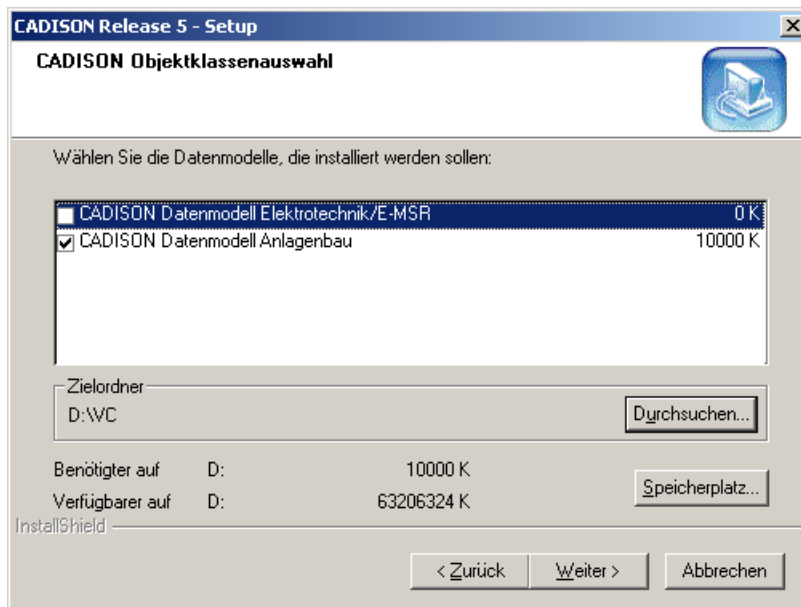 CADISON Release 5 - Setup
CADISON Objektklassenauswahl
Wählen Sie die Datenmodelle, die installiert werden sollen:
CADISON Datenmodell Elektrotechnik/E-MSR 0 K
CADISON Datenmodell Anlagenbau 10000 K
Zielordner
D:\VC
Durchsuchen...
Benötigter auf D: 10000 K
Speicherplatz...
Verfügbarer auf D: 63206324 K
InstallShield
< Zurück Weiter > Abbrechen